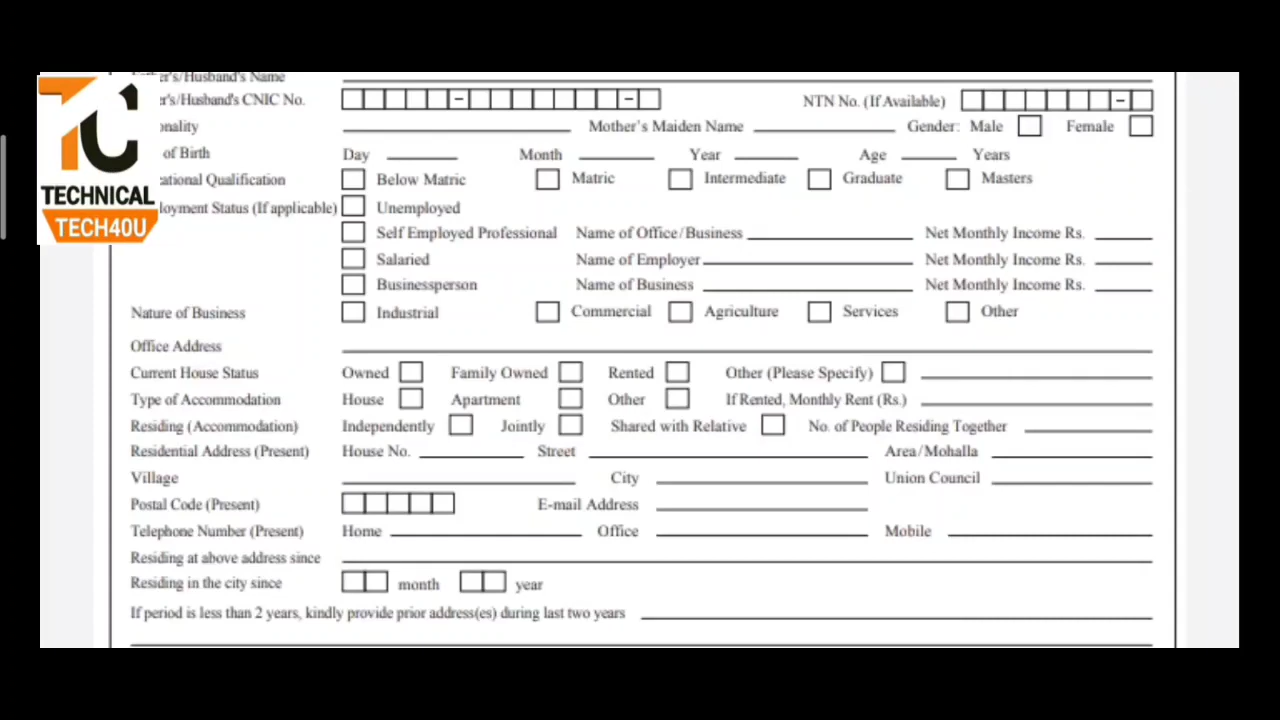 Husband's Name
Husband's CNIC No. NTN No. (If Available)
Mother's Maiden Name Gender: Male Female
of Birth Day Month Year Age Years
Qualification Below Matric Matric Intermediate Graduate Masters
Status (If applicable) Unemployed
Self Employed Professional Name of Office/Business Net Monthly Income Rs.
Salaried Name of Employer Net Monthly Income Rs.
Businessperson Name of Business Net Monthly Income Rs.
Nature of Business Industrial Commercial Agriculture Services Other
Office Address
Current House Status Owned Family Owned Rented Other (Please Specify)
Type of Accommodation House Apartment Other If Rented, Monthly Rent (Rs.)
Residing (Accommodation) Independently Jointly Shared with Relative No. of People Residing Together
Residential Address (Present) House No. Street Area/Mohalla
Village City Union Council
Postal Code (Present) E-mail Address
Telephone Number (Present) Home Office Mobile
Residing at above address since
Residing in the city since month year
If period is less than 2 years, kindly provide prior address(es) during last two years
TC
TECHNICAL
TECH40U